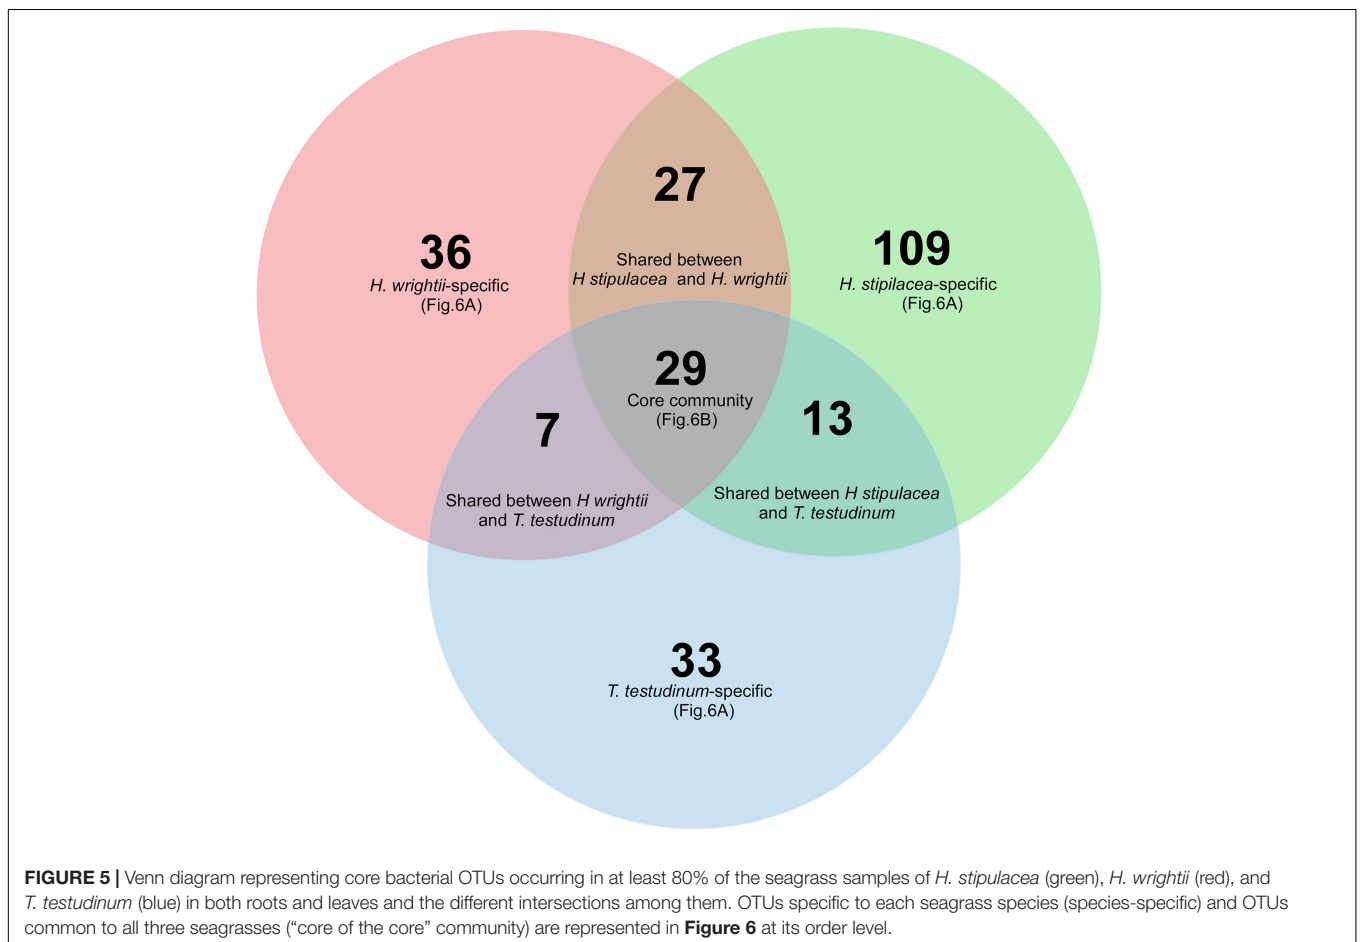 27
Shared between
H stipulacea and H. wrightii
36
H. wrightii-specific
(Fig.6A)
109
H. stipilacea-specific
(Fig.6A)
29
Core community
(Fig.6B)
7
Shared between H wrightii
and T. testudinum
13
Shared between H stipulacea
and T. testudinum
33
T. testudinum-specific
(Fig.6A)
FIGURE 5 | Venn diagram representing core bacterial OTUs occurring in at least 80% of the seagrass samples of H. stipulacea (green), H. wrightii (red), and
T. testudinum (blue) in both roots and leaves and the different intersections among them. OTUs specific to each seagrass species (species-specific) and OTUs
common to all three seagrasses (“core of the core” community) are represented in Figure 6 at its order level.